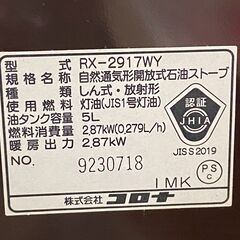 型式 RX-2917WY
規格名称 自然通気形開放式石油ストーブ
種類 しん式・放射形
使用燃料 灯油(JIS1号灯油)
油タンク容量 5L
燃料消費量 2.87kW(0.279L/h)
暖房出力 2.87kW
NO. 9230718
認証
JHIA
JIS S 2019
1MK
PS
C
株式会社 コロナ